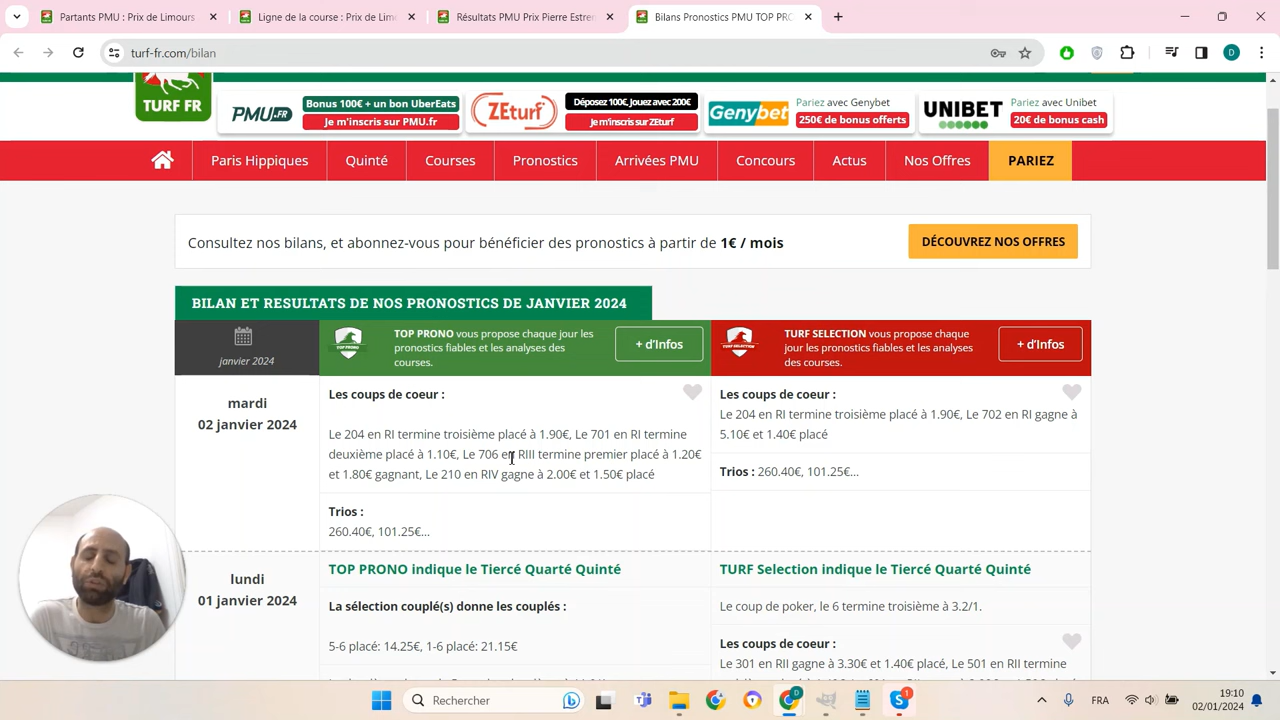 Partants PMU : Prix de Limours
Ligne de la course : Prix de Lim
Résultats PMU Prix Pierre Estre
Bilans Pronostics PMU TOP PR
turf-fr.com/bilan
D
TURF FR
PMU.FR
Bonus 100€ + un bon UberEats
Je m'inscris sur PMU.fr
ZEturf
Déposez 100€, Jouez avec 200€
Je m'inscris sur ZEturf
Genybet
Pariez avec Genybet
250€ de bonus offerts
UNIBET
Pariez avec Unibet
20€ de bonus cash
Paris Hippiques Quinté Courses Pronostics Arrivées PMU Concours Actus Nos Offres PARIEZ
Consultez nos bilans, et abonnez-vous pour bénéficier des pronostics à partir de 1€ / mois
DÉCOUVREZ NOS OFFRES
BILAN ET RESULTATS DE NOS PRONOSTICS DE JANVIER 2024
janvier 2024
TOP PRONO
TOP PRONO vous propose chaque jour les
pronostics fiables et les analyses des
courses.
+ d'Infos
TURF SELECTION
TURF SELECTION vous propose chaque
jour les pronostics fiables et les analyses
des courses.
+ d'Infos
mardi
02 janvier 2024
Les coups de coeur :
Le 204 en RI termine troisième placé à 1.90€, Le 701 en RI termine
deuxième placé à 1.10€, Le 706 en RIII termine premier placé à 1.20€
et 1.80€ gagnant, Le 210 en RIV gagne à 2.00€ et 1.50€ placé
Trios :
260.40€, 101.25€...
Les coups de coeur :
Le 204 en RI termine troisième placé à 1.90€, Le 702 en RI gagne à
5.10€ et 1.40€ placé
Trios : 260.40€, 101.25€...
lundi
01 janvier 2024
TOP PRONO indique le Tiercé Quarté Quinté
La sélection couplé(s) donne les couplés :
5-6 placé: 14.25€, 1-6 placé: 21.15€
TURF Selection indique le Tiercé Quarté Quinté
Le coup de poker, le 6 termine troisième à 3.2/1.
Les coups de coeur :
Le 301 en RII gagne à 3.30€ et 1.40€ placé, Le 501 en RII termine
Rechercher
D
1
FRA
19:10
02/01/2024